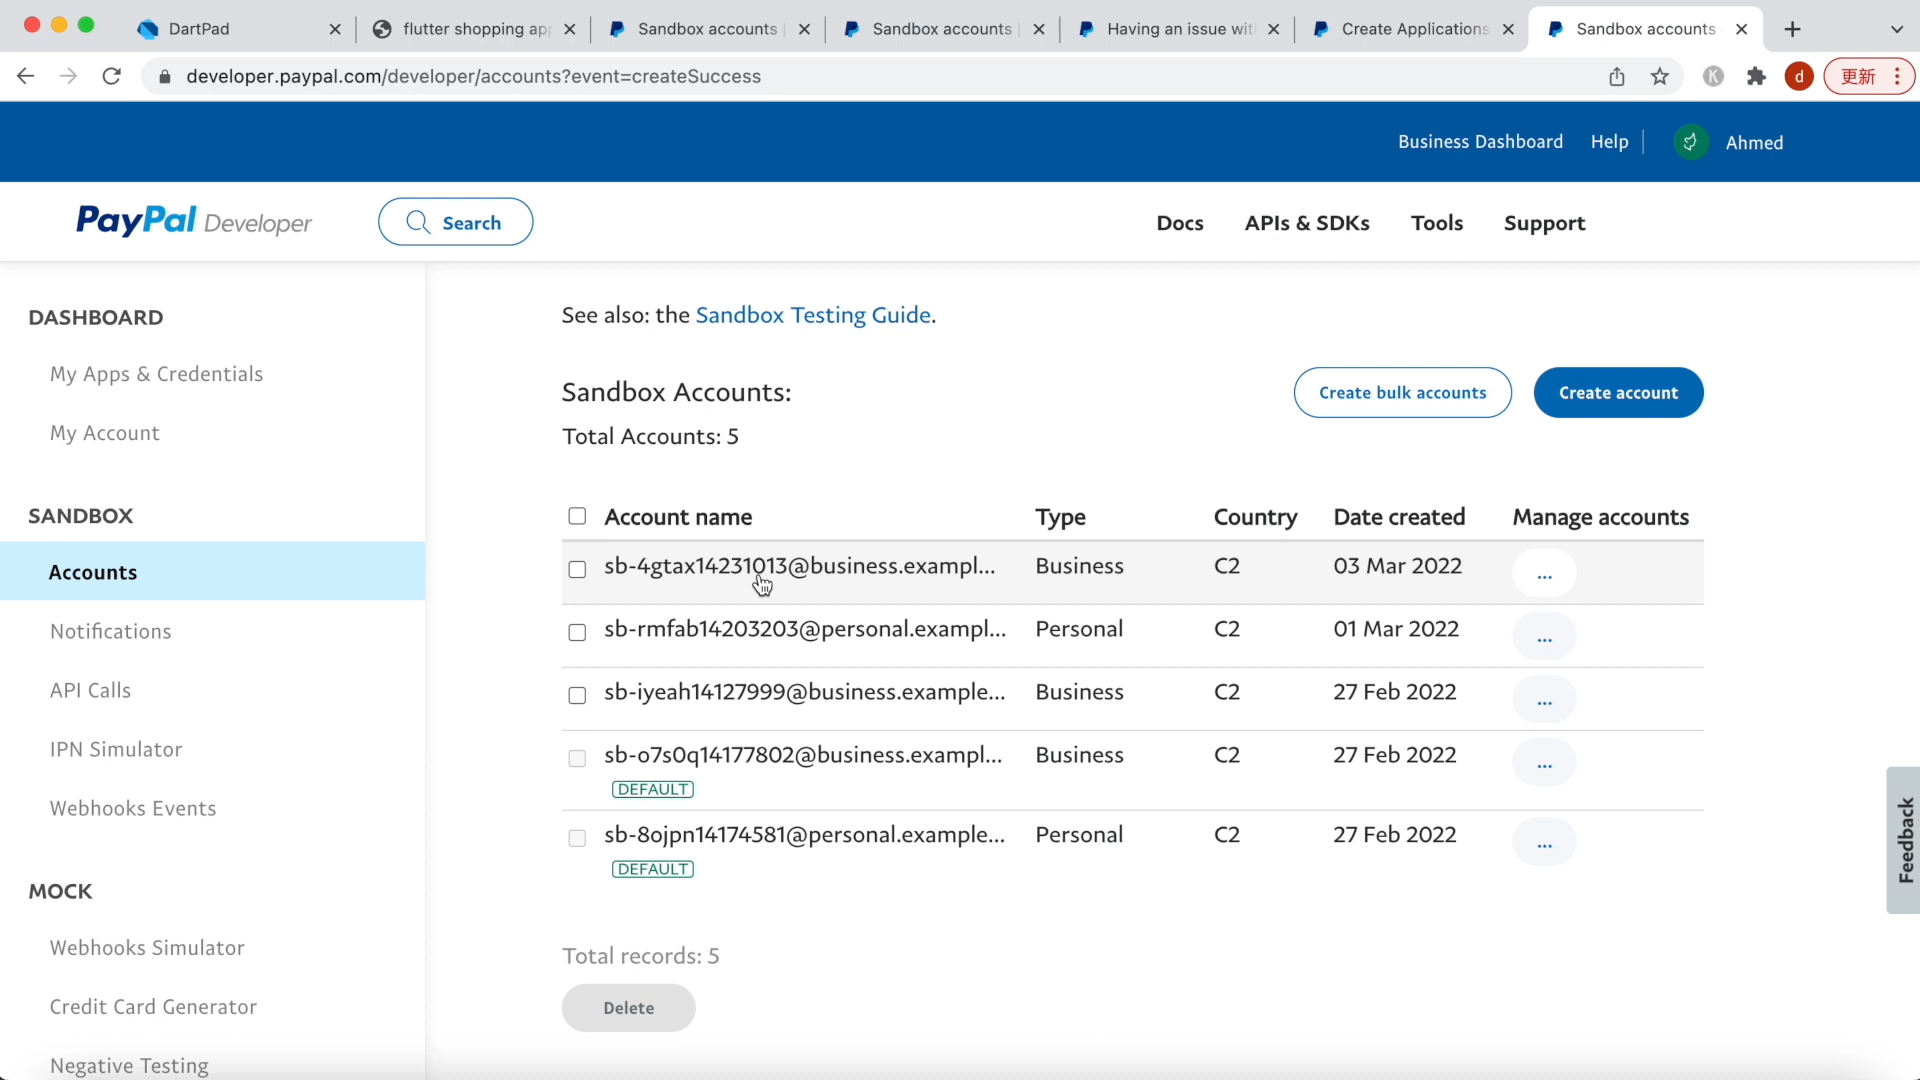 DartPad
flutter shopping app
Sandbox accounts
Sandbox accounts
Having an issue wit
Create Applications
Sandbox accounts
developer.paypal.com/developer/accounts?event=createSuccess
K
d
更新
Business Dashboard
Help
Ahmed
PayPal Developer
Search
Docs
APIs & SDKs
Tools
Support
DASHBOARD
My Apps & Credentials
My Account
SANDBOX
Accounts
Notifications
API Calls
IPN Simulator
Webhooks Events
MOCK
Webhooks Simulator
Credit Card Generator
Negative Testing
See also: the Sandbox Testing Guide.
Sandbox Accounts:
Total Accounts: 5
Create bulk accounts
Create account
Account name Type Country Date created Manage accounts
sb-4gtax14231013@business.exampl... Business C2 03 Mar 2022 ...
sb-rmfab14203203@personal.exampl... Personal C2 01 Mar 2022 ...
sb-iyeah14127999@business.example... Business C2 27 Feb 2022 ...
sb-o7s0q14177802@business.exampl... Business C2 27 Feb 2022 ...
DEFAULT
sb-8ojpn14174581@personal.example... Personal C2 27 Feb 2022 ...
DEFAULT
Total records: 5
Delete
Feedback